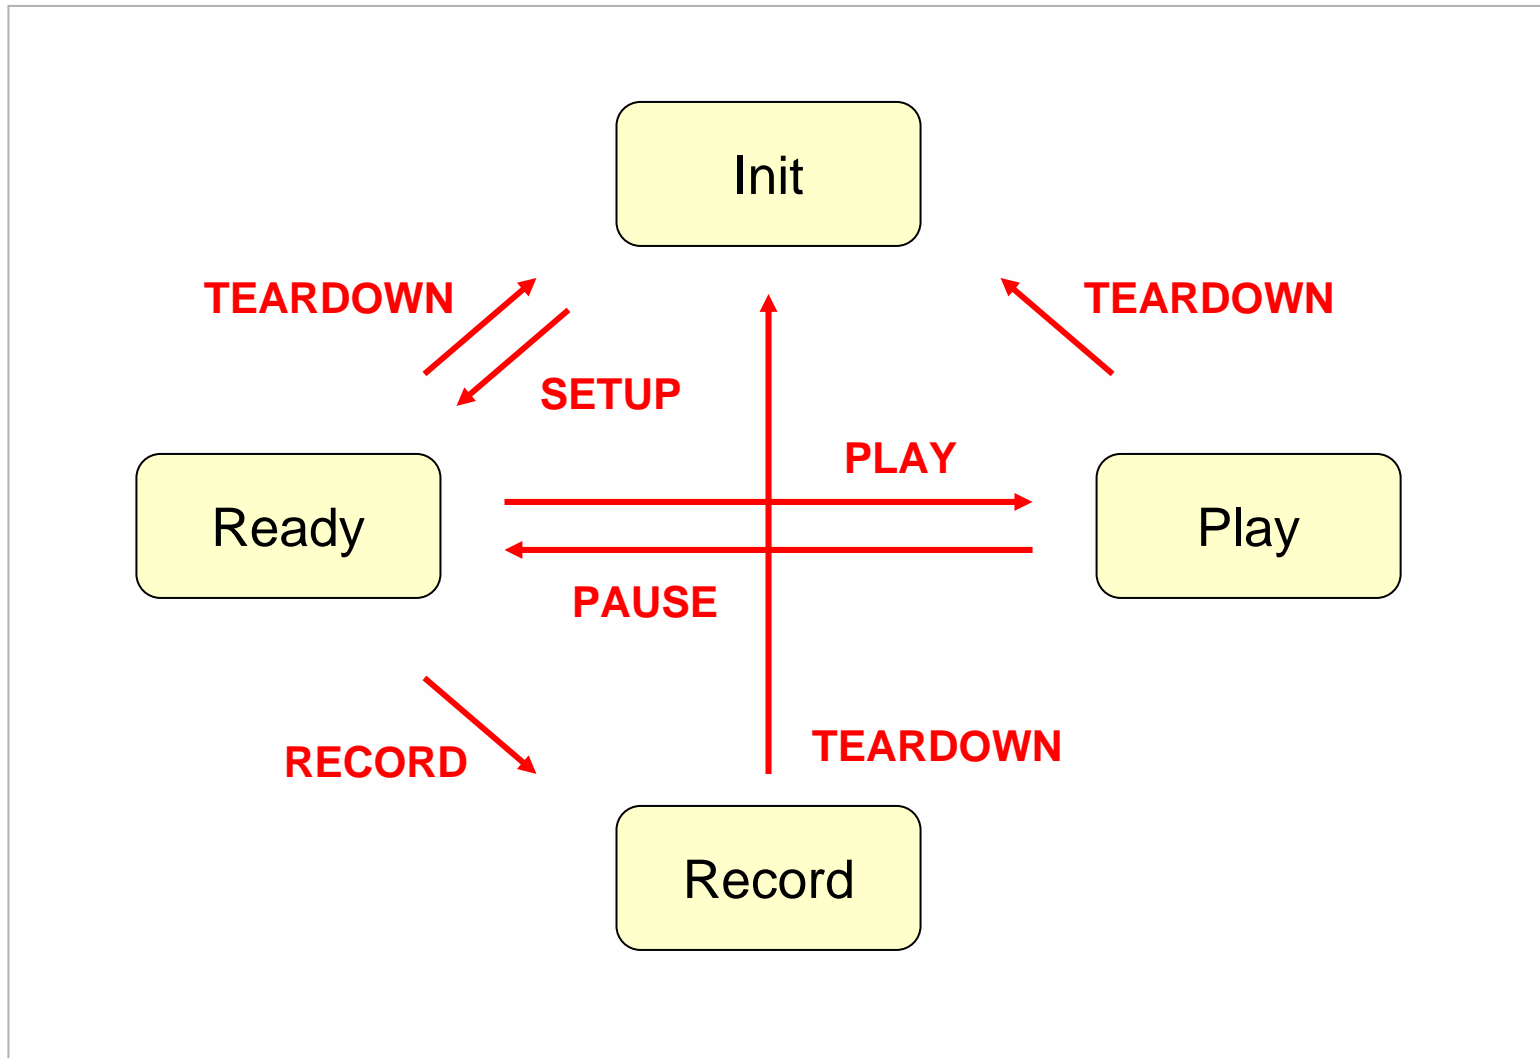 Init
TEARDOWN
TEARDOWN
SETUP
PLAY
Ready
Play
PAUSE
RECORD
TEARDOWN
Record